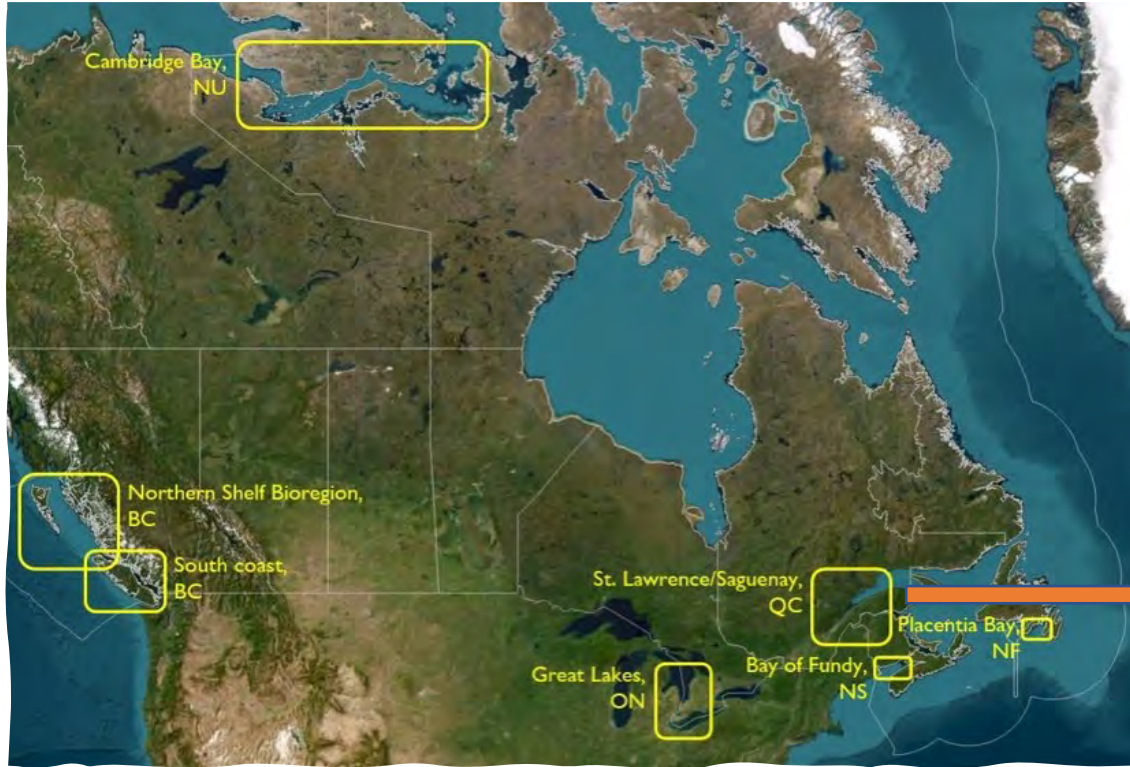 Cambridge Bay,
NU
Northern Shelf Bioregion,
BC
South coast,
BC
St. Lawrence/Saguenay,
QC
Placentia Bay,
NF
Bay of Fundy,
NS
Great Lakes,
ON